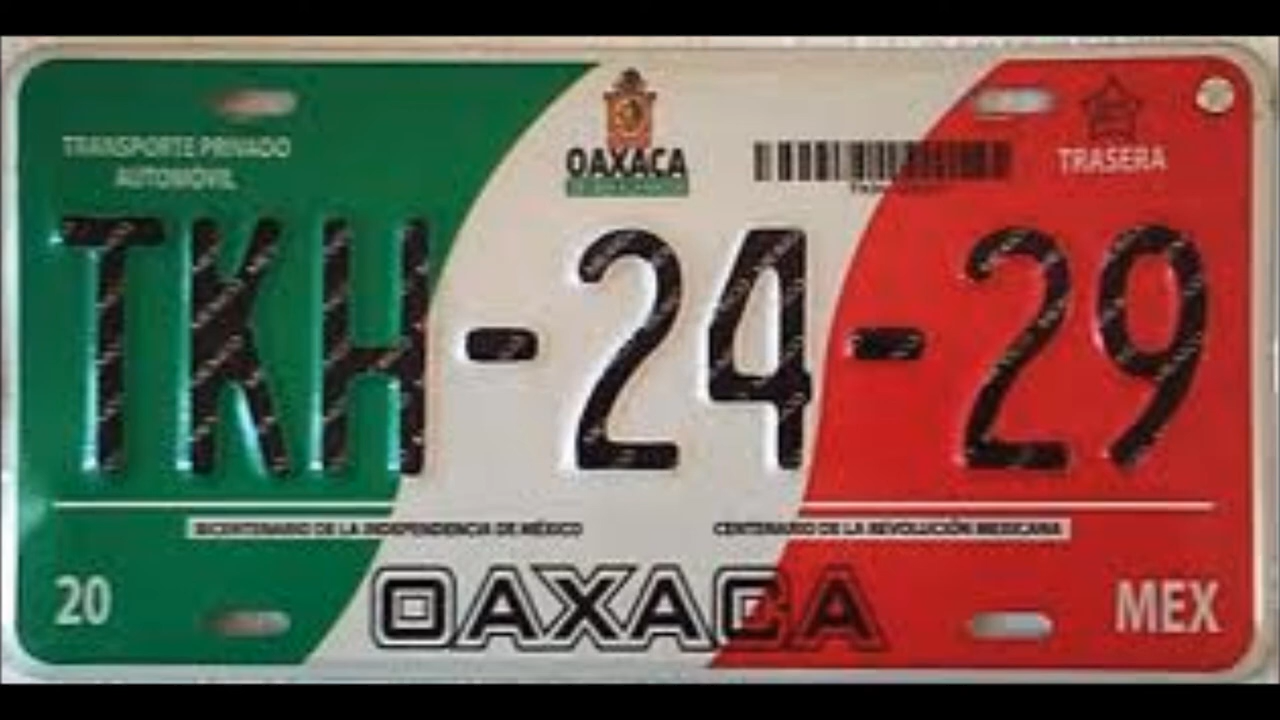 TRANSPORTE PRIVADO
AUTOMOVIL
OAXACA
TRASERA
TKH-24-29
BICENTENARIO DE LA INDEPENDENCIA DE MÉXICO
CENTENARIO DE LA REVOLUCIÓN MEXICANA
20
OAXACA
MEX